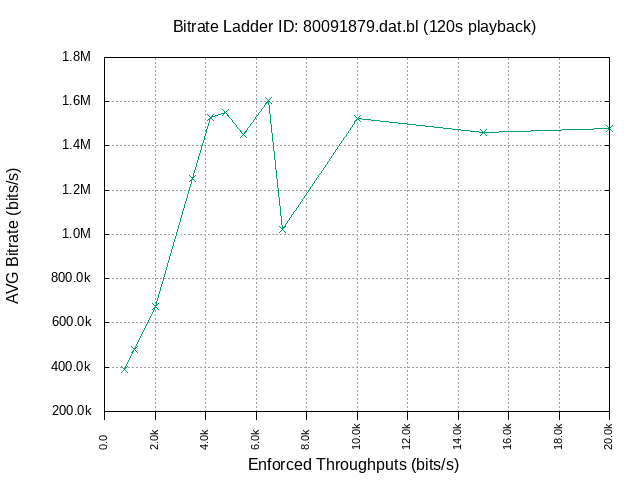 Bitrate Ladder ID: 80091879.dat.bl (120s playback)
1.8M
1.6M
1.4M
1.2M
1.0M
800.0k
600.0k
400.0k
200.0k
AVG Bitrate (bits/s)
0.0
2.0k
4.0k
6.0k
8.0k
10.0k
12.0k
14.0k
16.0k
18.0k
20.0k
Enforced Throughputs (bits/s)